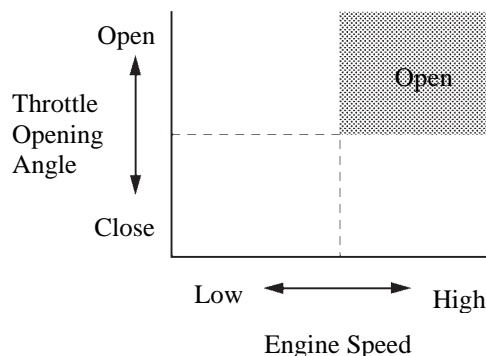 Open
Open
Throttle
Opening
Angle
Close
Low
High
Engine Speed